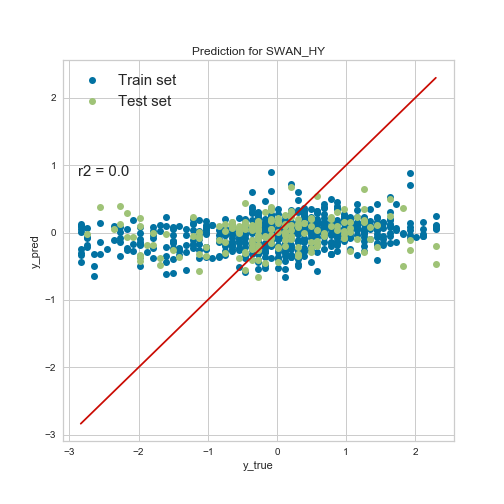 Prediction for SWAN_HY
Train set
Test set
r2 = 0.0
y_pred
2
1
0
−1
−2
−3
−3
−2
−1
0
1
2
y_true